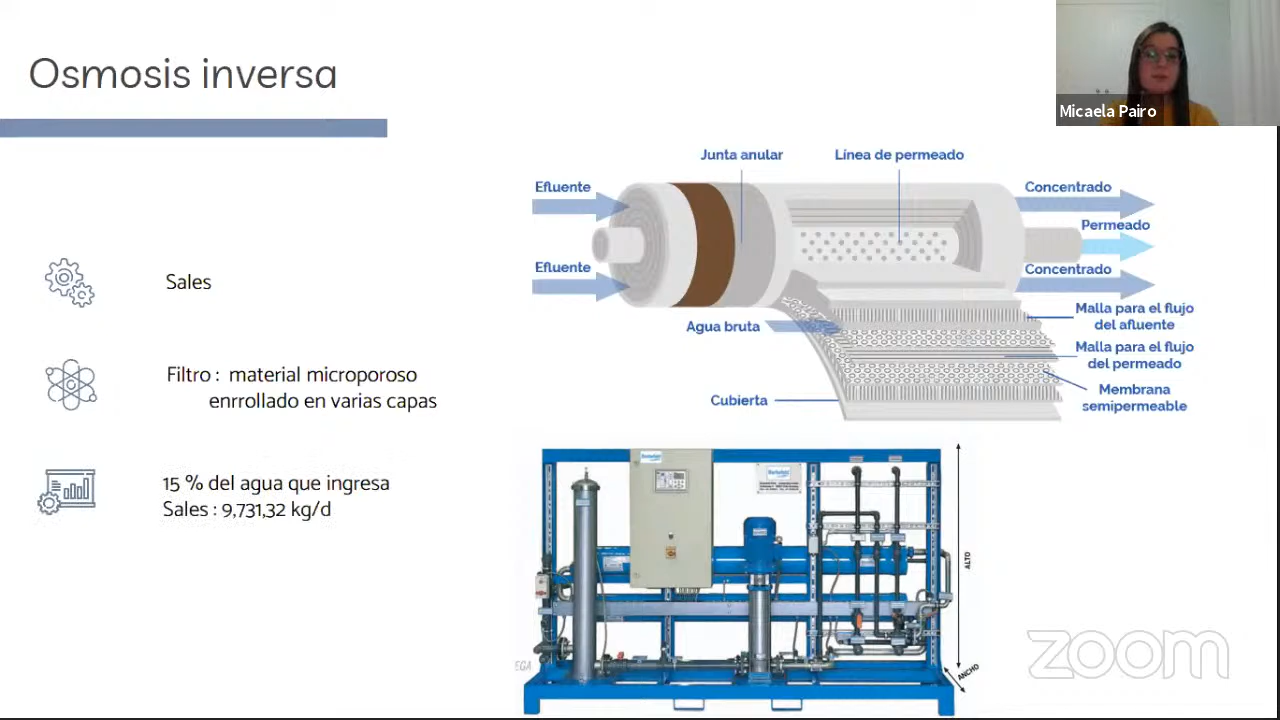 Osmosis inversa
Micaela Pairo
Sales
Filtro : material microporoso
enrrollado en varias capas
15 % del agua que ingresa
Sales : 9,731,32 kg/d
Junta anular
Línea de permeado
Efluente
Concentrado
Permeado
Efluente
Concentrado
Agua bruta
Malla para el flujo
del afluente
Malla para el flujo
del permeado
Membrana
semipermeable
Cubierta
ALTO
ANCHO
EGA
zoom